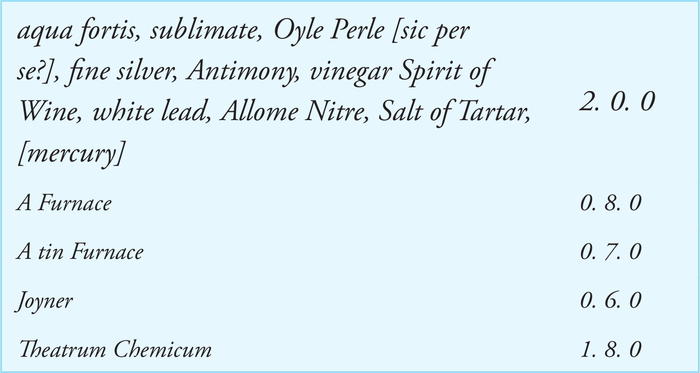 aqua fortis, sublimate, Oyle Perle [sic per
se?], fine silver, Antimony, vinegar Spirit of
Wine, white lead, Allome Nitre, Salt of Tartar,
[mercury]
2. 0. 0
A Furnace 0. 8. 0
A tin Furnace 0. 7. 0
Joyner 0. 6. 0
Theatrum Chemicum 1. 8. 0